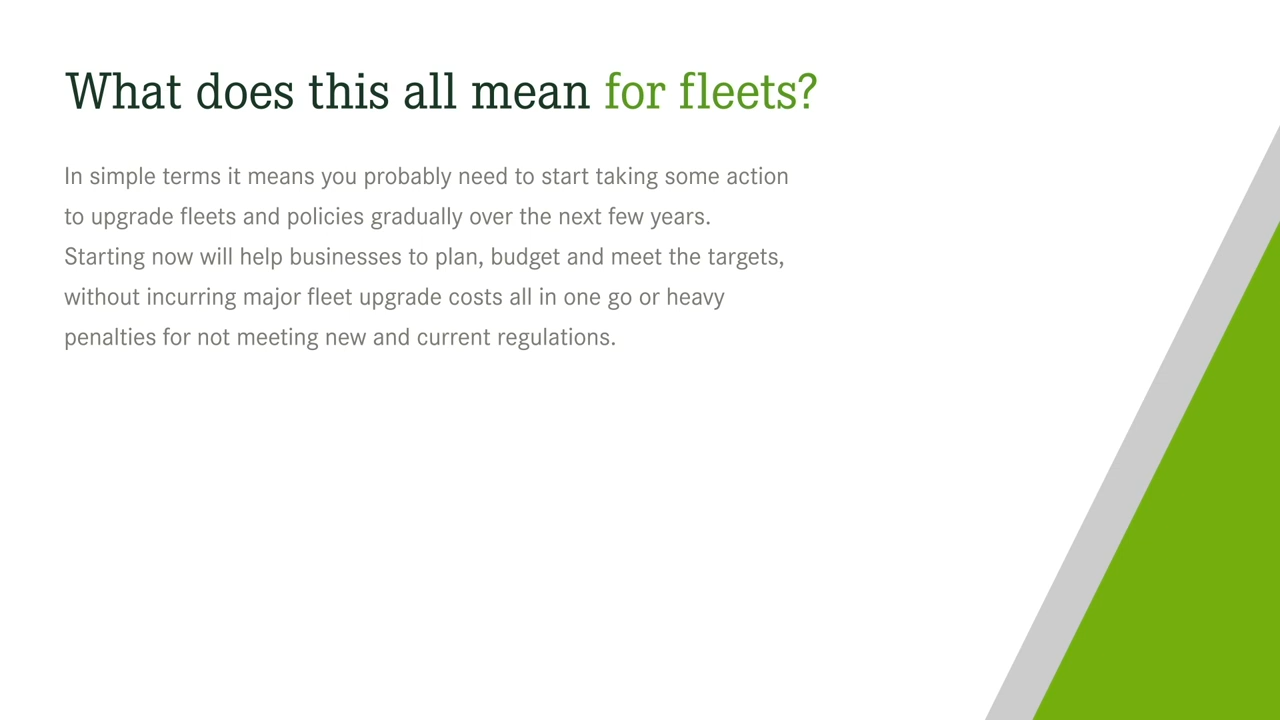 What does this all mean for fleets?
In simple terms it means you probably need to start taking some action
to upgrade fleets and policies gradually over the next few years.
Starting now will help businesses to plan, budget and meet the targets,
without incurring major fleet upgrade costs all in one go or heavy
penalties for not meeting new and current regulations.